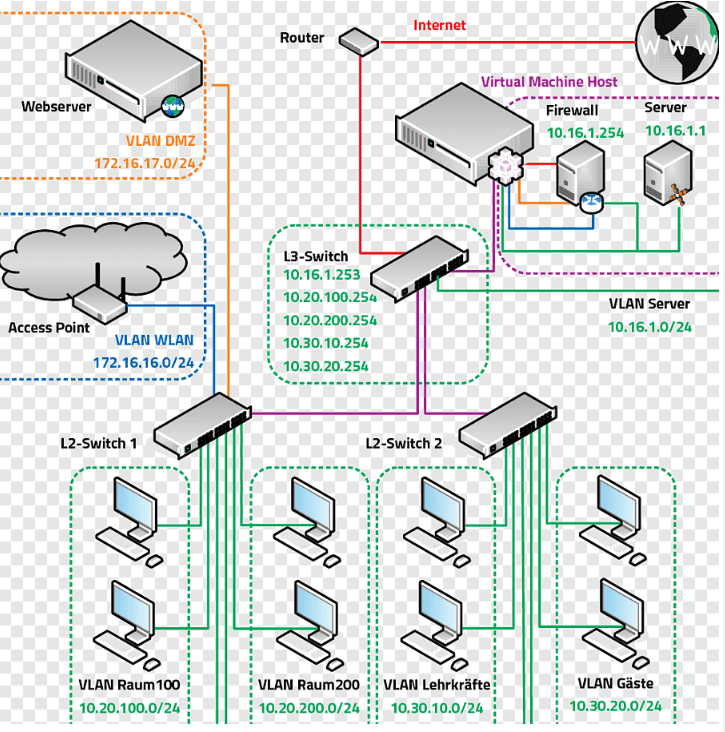 Router
Internet
WWW
Webserver
VLAN DMZ
172.16.17.0/24
Virtual Machine Host
Firewall
10.16.1.254
Server
10.16.1.1
L3-Switch
10.16.1.253
10.20.100.254
10.20.200.254
10.30.10.254
10.30.20.254
Access Point
VLAN WLAN
172.16.16.0/24
VLAN Server
10.16.1.0/24
L2-Switch 1
L2-Switch 2
VLAN Raum100
10.20.100.0/24
VLAN Raum200
10.20.200.0/24
VLAN Lehrkräfte
10.30.10.0/24
VLAN Gäste
10.30.20.0/24